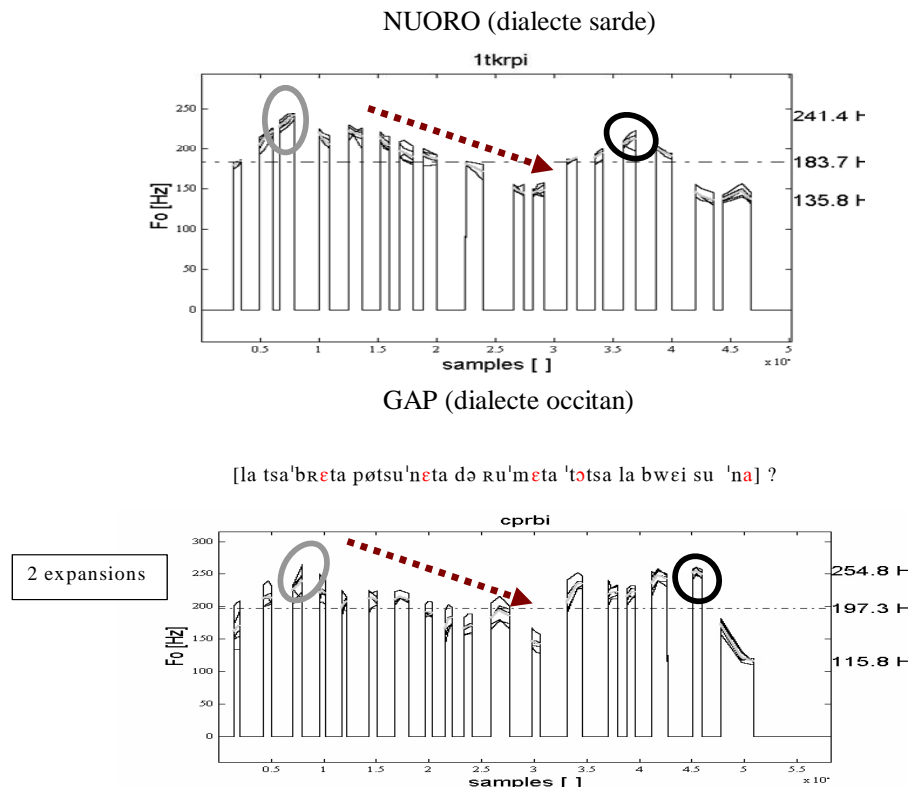 NUORO (dialecte sarde)
1tkrpi
250
200
150
100
50
0
Fo [Hz]
241.4 H
183.7 H
135.8 H
0.5 1 1.5 2 2.5 3 3.5 4 4.5 5
samples [ ]
x 10
GAP (dialecte occitan)
[la tsaˈbʀɛta pøtsuˈnɛta də ʀuˈmɛta ˈtɔtsa la bwɛi su ˈna] ?
cprbi
2 expansions
300
250
200
150
100
50
0
Fo [Hz]
254.8 H
197.3 H
115.8 H
0.5 1 1.5 2 2.5 3 3.5 4 4.5 5 5.5
samples [ ]
x 10